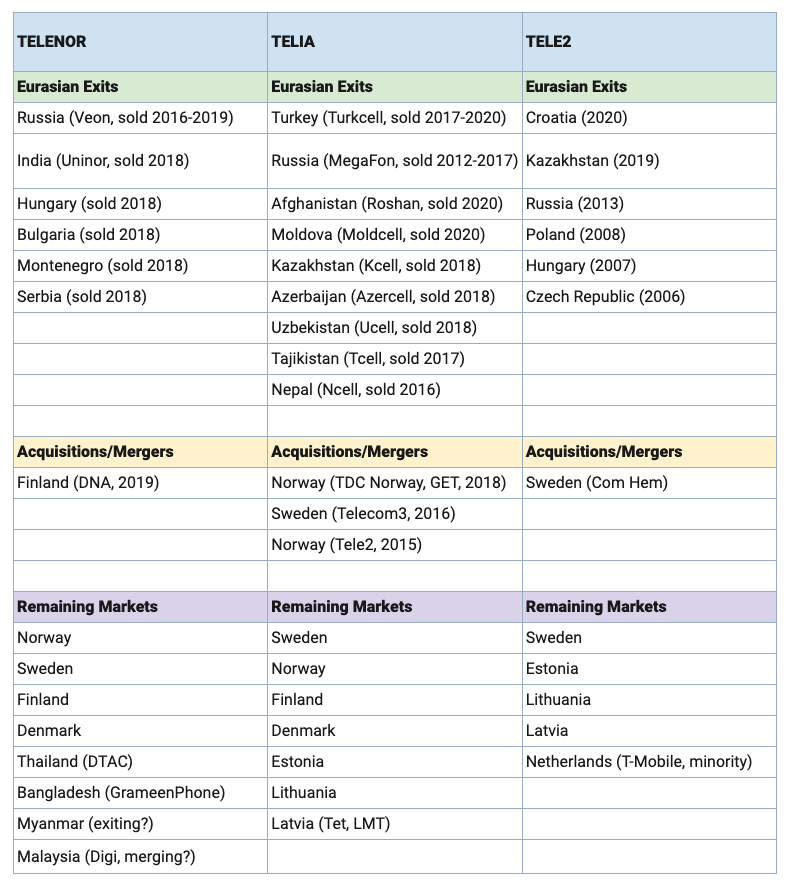 TELENOR TELIA TELE2
Eurasian Exits Eurasian Exits Eurasian Exits
Russia (Veon, sold 2016-2019) Turkey (Turkcell, sold 2017-2020) Croatia (2020)
India (Uninor, sold 2018) Russia (MegaFon, sold 2012-2017) Kazakhstan (2019)
Hungary (sold 2018) Afghanistan (Roshan, sold 2020) Russia (2013)
Bulgaria (sold 2018) Moldova (Moldcell, sold 2020) Poland (2008)
Montenegro (sold 2018) Kazakhstan (Kcell, sold 2018) Hungary (2007)
Serbia (sold 2018) Azerbaijan (Azercell, sold 2018) Czech Republic (2006)
Uzbekistan (Ucell, sold 2018)
Tajikistan (Tcell, sold 2017)
Nepal (Ncell, sold 2016)
Acquisitions/Mergers Acquisitions/Mergers Acquisitions/Mergers
Finland (DNA, 2019) Norway (TDC Norway, GET, 2018) Sweden (Com Hem)
Sweden (Telecom3, 2016)
Norway (Tele2, 2015)
Remaining Markets Remaining Markets Remaining Markets
Norway Sweden Sweden
Sweden Norway Estonia
Finland Finland Lithuania
Denmark Denmark Latvia
Thailand (DTAC) Estonia Netherlands (T-Mobile, minority)
Bangladesh (GrameenPhone) Lithuania
Myanmar (exiting?) Latvia (Tet, LMT)
Malaysia (Digi, merging?)